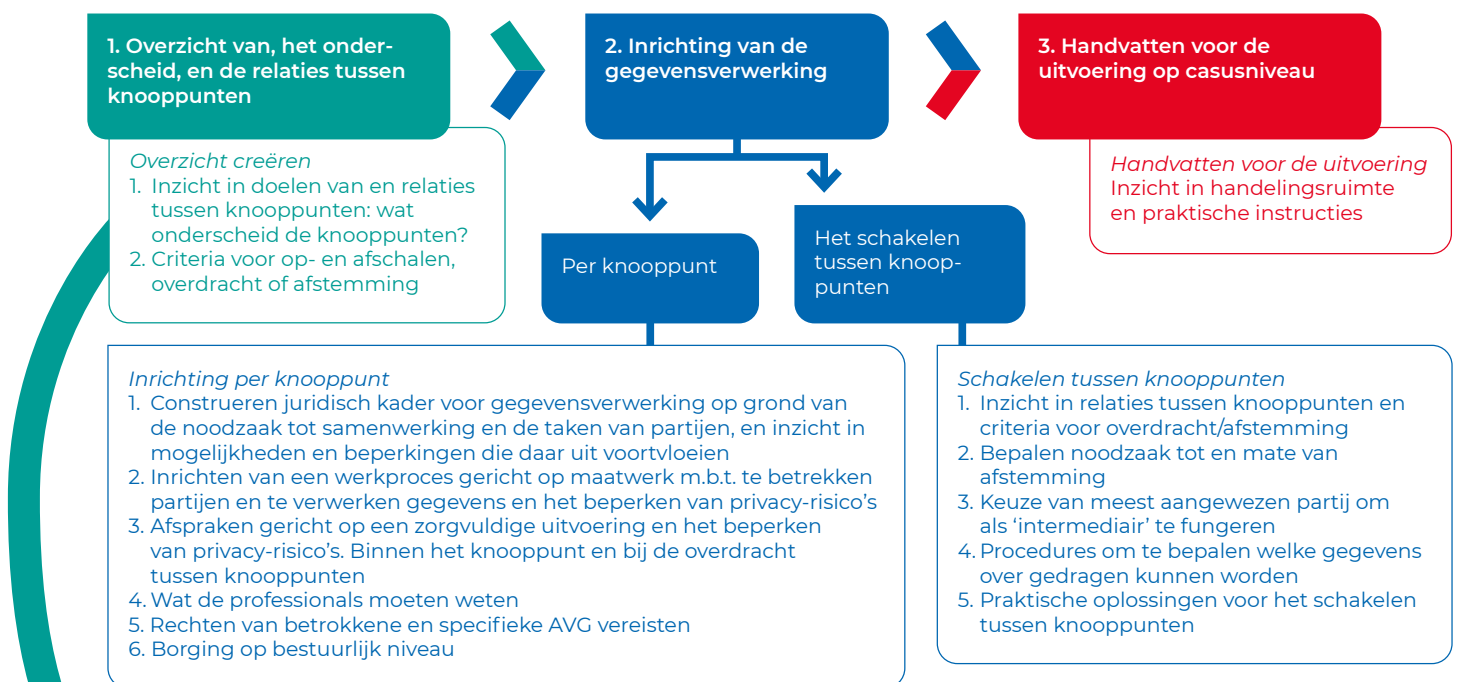 1. Overzicht van, het onder-
scheid, en de relaties tussen
knooppunten
2. Inrichting van de
gegevensverwerking
3. Handvatten voor de
uitvoering op casusniveau
Overzicht creëren
1. Inzicht in doelen van en relaties
tussen knooppunten: wat
onderscheid de knooppunten?
2. Criteria voor op- en afschalen,
overdracht of afstemming
Handvatten voor de uitvoering
Inzicht in handelingsruimte
en praktische instructies
Per knooppunt
Het schakelen
tussen knoop-
punten
Inrichting per knooppunt
1. Construeren juridisch kader voor gegevensverwerking op grond van
de noodzaak tot samenwerking en de taken van partijen, en inzicht in
mogelijkheden en beperkingen die daar uit voortvloeien
2. Inrichten van een werkproces gericht op maatwerk m.b.t. te betrekken
partijen en te verwerken gegevens en het beperken van privacy-risico’s
3. Afspraken gericht op een zorgvuldige uitvoering en het beperken
van privacy-risico’s. Binnen het knooppunt en bij de overdracht
tussen knooppunten
4. Wat de professionals moeten weten
5. Rechten van betrokkene en specifieke AVG vereisten
6. Borging op bestuurlijk niveau
Schakelen tussen knooppunten
1. Inzicht in relaties tussen knooppunten en
criteria voor overdracht/afstemming
2. Bepalen noodzaak tot en mate van
afstemming
3. Keuze van meest aangewezen partij om
als ‘intermediair’ te fungeren
4. Procedures om te bepalen welke gegevens
over gedragen kunnen worden
5. Praktische oplossingen voor het schakelen
tussen knooppunten